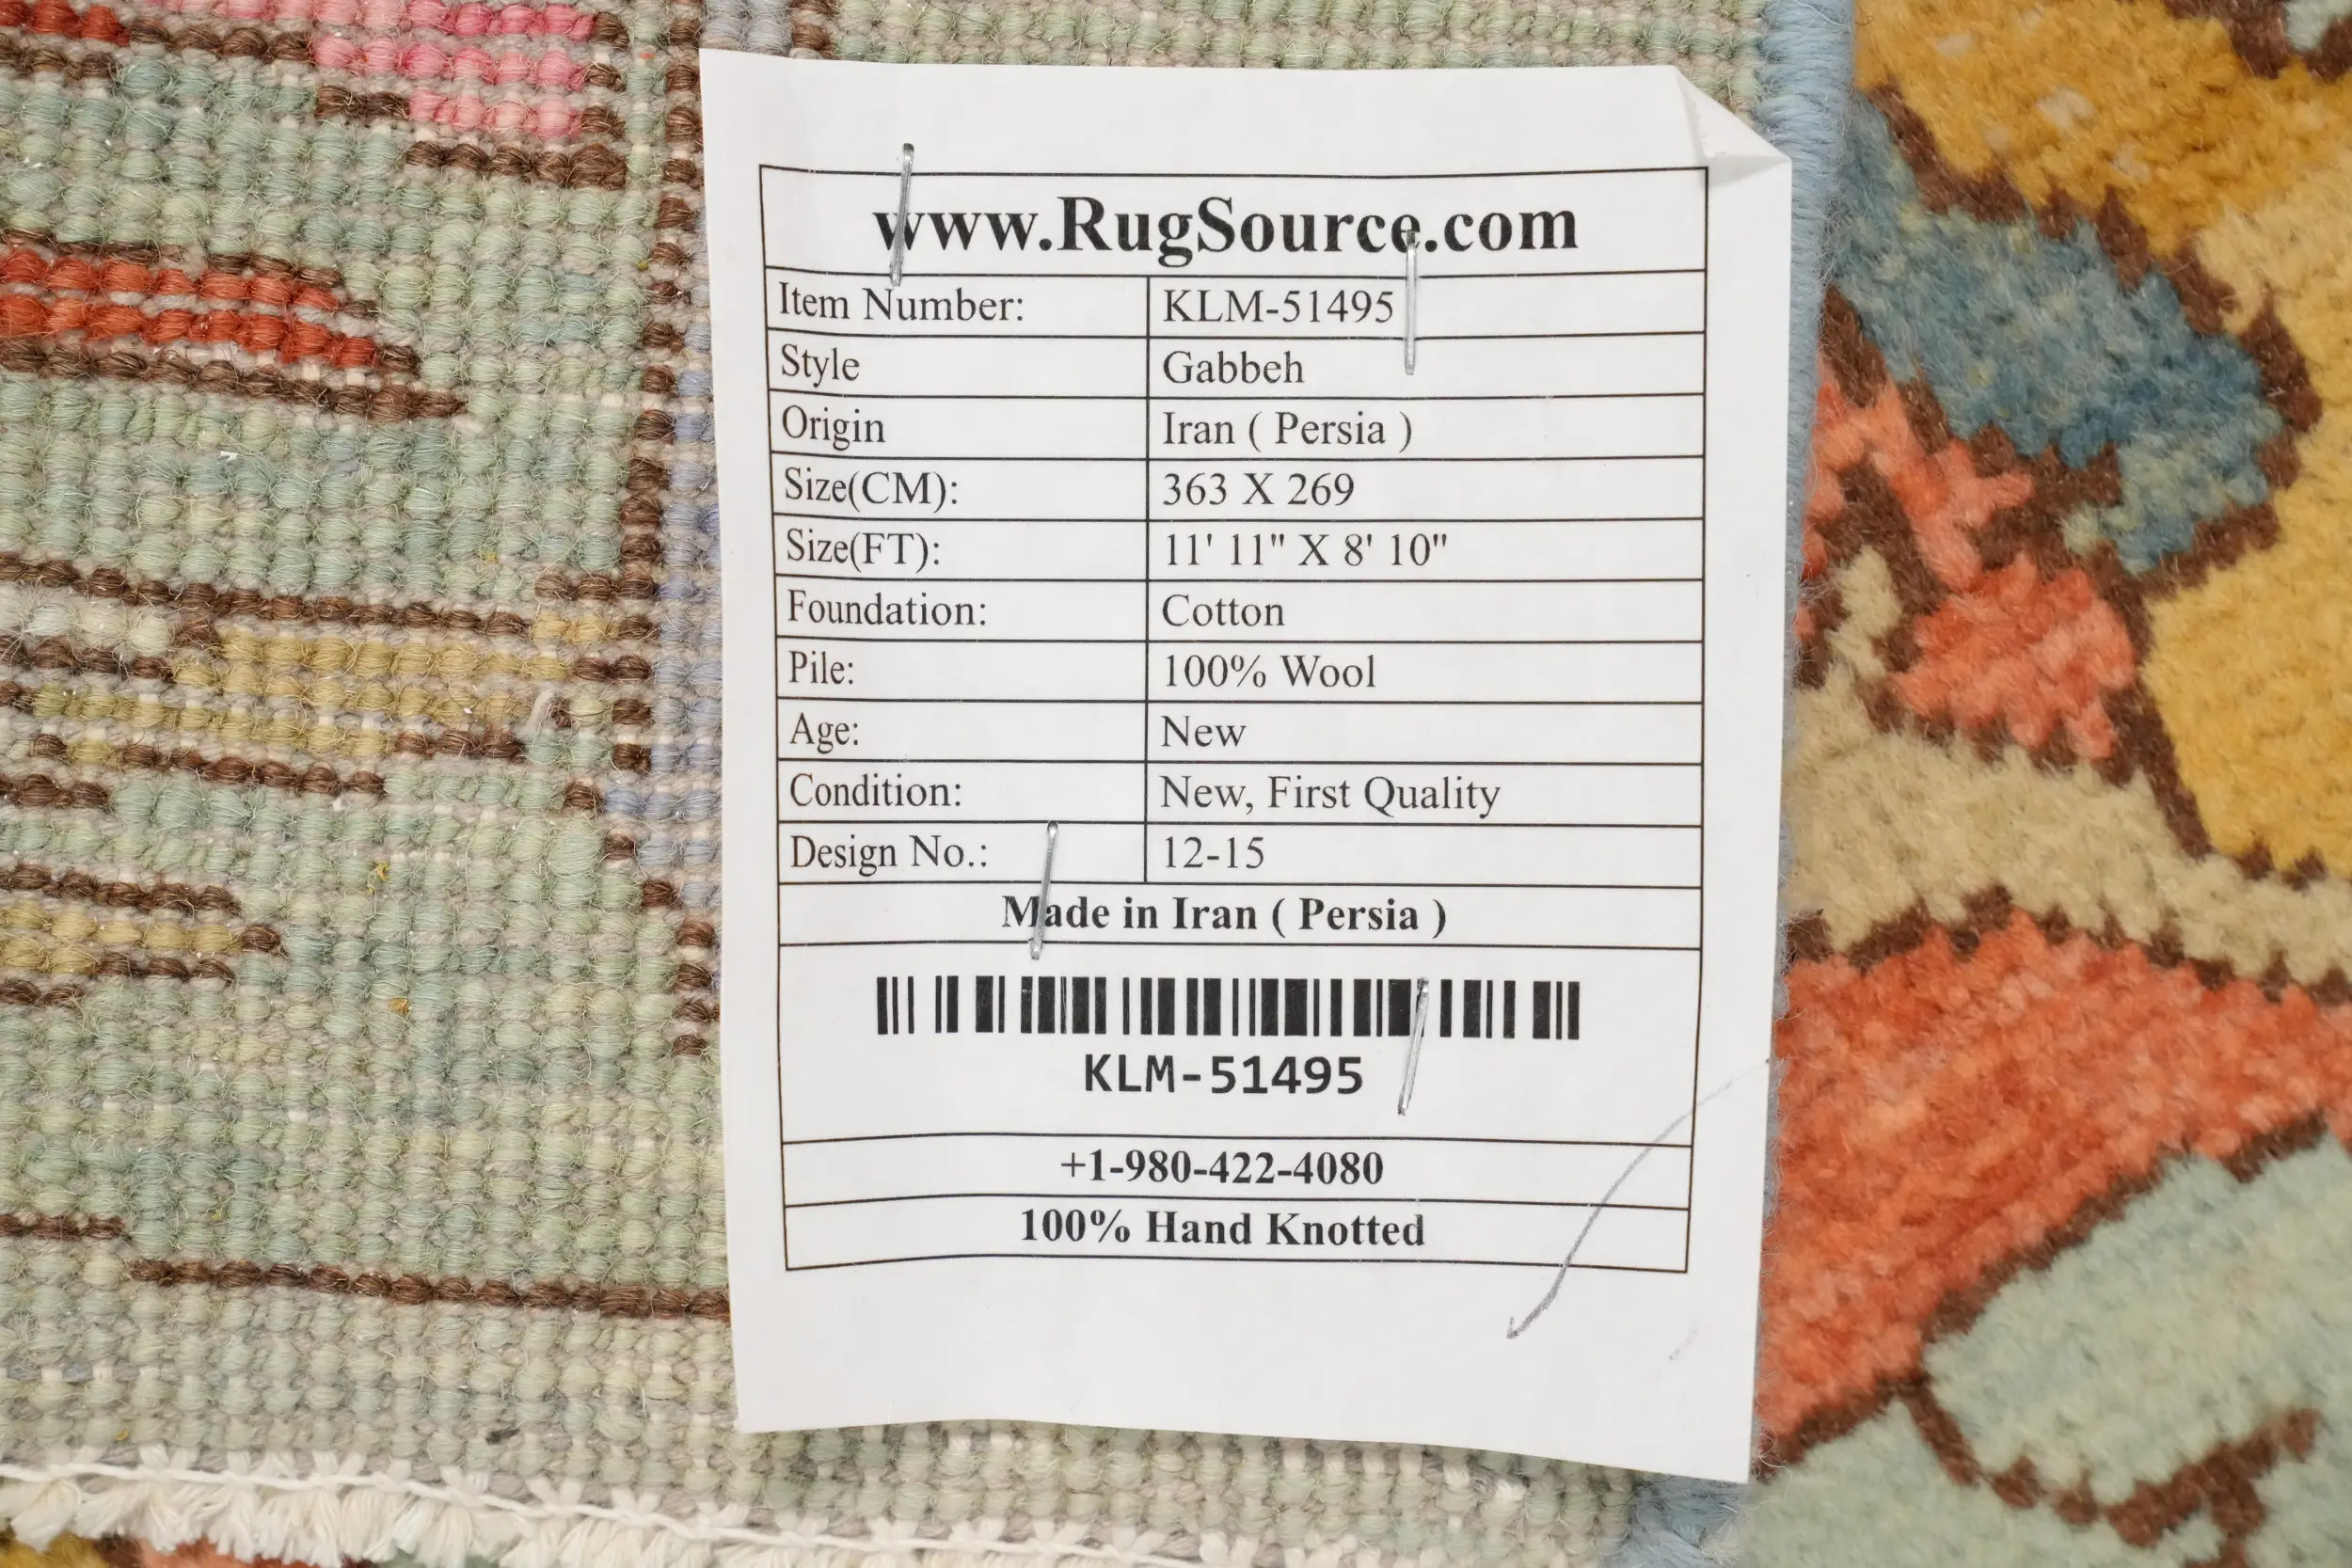 www.RugSource.com
Item Number: KLM-51495
Style Gabbeh
Origin Iran ( Persia )
Size(CM): 363 X 269
Size(FT): 11' 11" X 8' 10"
Foundation: Cotton
Pile: 100% Wool
Age: New
Condition: New, First Quality
Design No.: 12-15
Made in Iran ( Persia )
KLM-51495
+1-980-422-4080
100% Hand Knotted